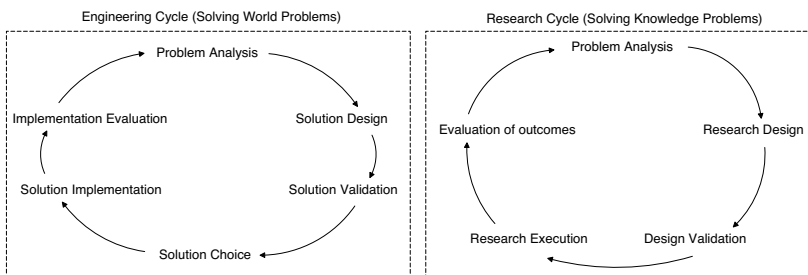 Engineering Cycle (Solving World Problems)
Problem Analysis
Solution Design
Solution Validation
Solution Choice
Solution Implementation
Implementation Evaluation
Research Cycle (Solving Knowledge Problems)
Problem Analysis
Research Design
Design Validation
Research Execution
Evaluation of outcomes